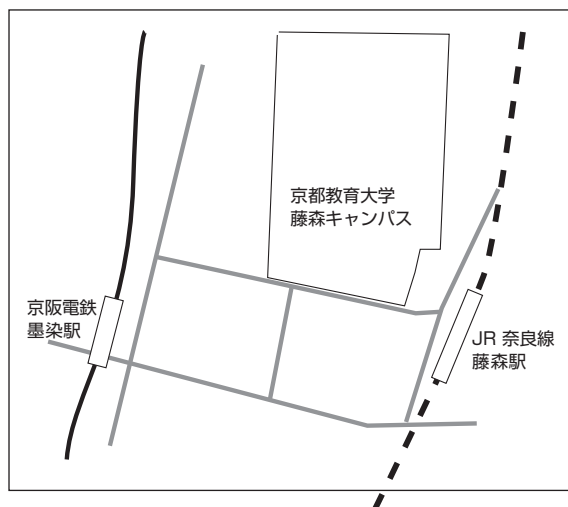 京都教育大学
藤森キャンパス
京阪電鉄
墨染駅
JR 奈良線
藤森駅